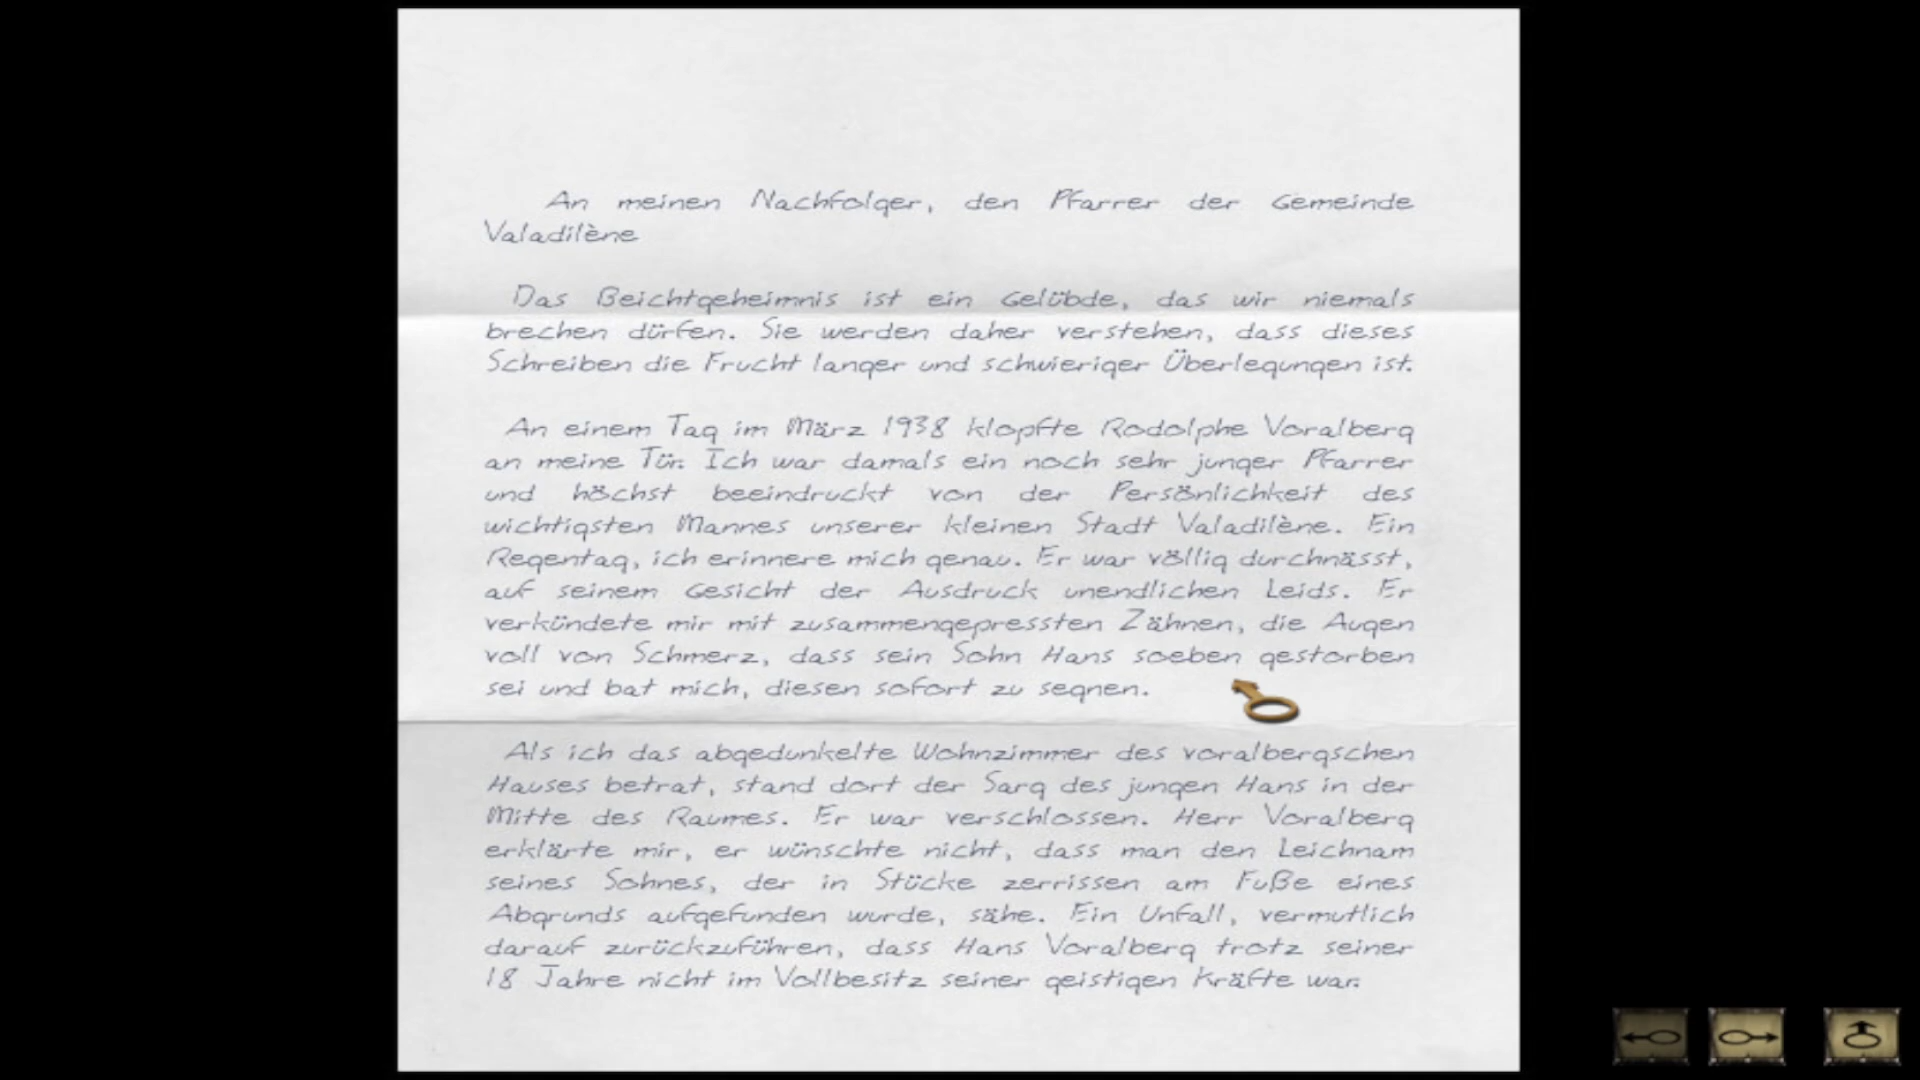 An meinen Nachfolger, den Pfarrer der Gemeinde
Valadilène
Das Beichtgeheimnis ist ein Gelübde, das wir niemals
brechen dürfen. Sie werden daher verstehen, dass dieses
Schreiben die Frucht langer und schwieriger Überlegungen ist.
An einem Tag im März 1938 klopfte Rodolphe Voralberg
an meine Tür. Ich war damals ein noch sehr junger Pfarrer
und höchst beeindruckt von der Persönlichkeit des
wichtigsten Mannes unserer kleinen Stadt Valadilène. Ein
Regentag, ich erinnere mich genau. Er war völlig durchnässt,
auf seinem Gesicht der Ausdruck unendlichen Leids. Er
verkündete mir mit zusammengepressten Zähnen, die Augen
voll von Schmerz, dass sein Sohn Hans soeben gestorben
sei und bat mich, diesen sofort zu segnen.
Als ich das abgedunkelte Wohnzimmer des voralbergschen
Hauses betrat, stand dort der Sarg des jungen Hans in der
Mitte des Raumes. Er war verschlossen. Herr Voralberg
erklärte mir, er wünschte nicht, dass man den Leichnam
seines Sohnes, der in Stücke zerrissen am Fuße eines
Abgrunds aufgefunden wurde, sähe. Ein Unfall, vermutlich
darauf zurückzuführen, dass Hans Voralberg trotz seiner
18 Jahre nicht im Vollbesitz seiner geistigen Kräfte war.